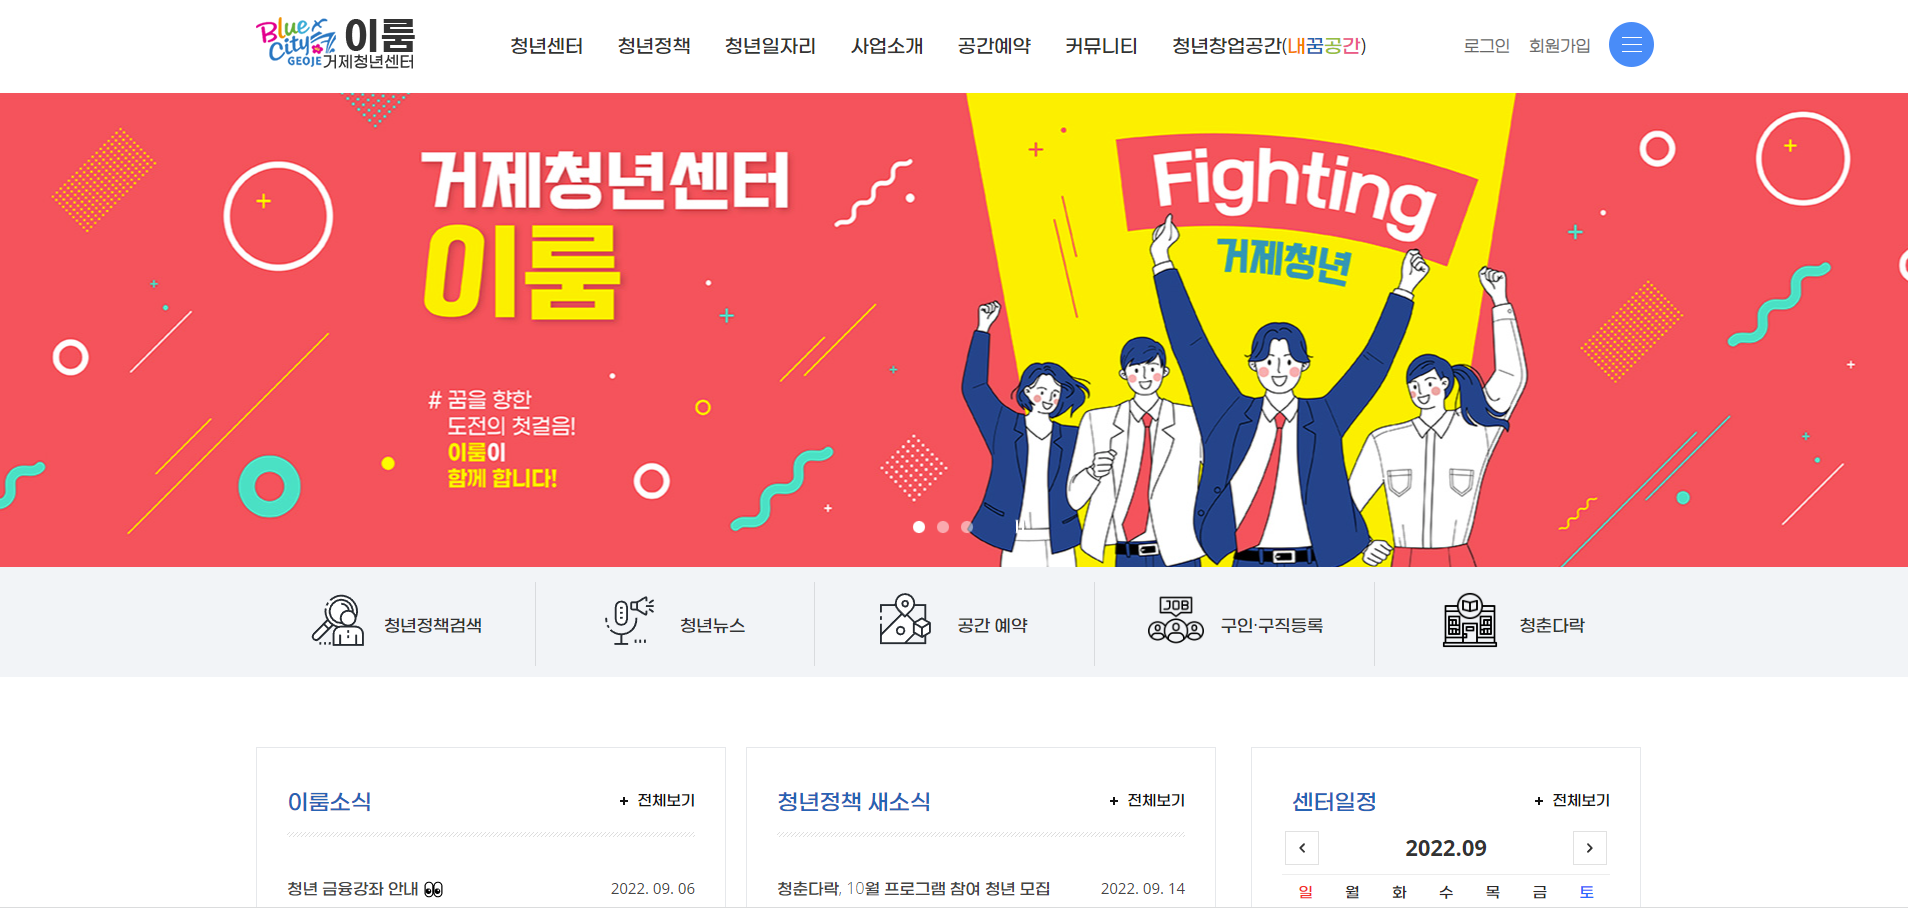 Blue City GEOJE
이룸
거제청년센터
청년센터 청년정책 청년일자리 사업소개 공간예약 커뮤니티 청년창업공간(내꿈공간)
로그인 회원가입
거제청년센터
이룸
# 꿈을 향한
도전의 첫걸음!
이룸이
함께 합니다!
Fighting
거제청년
청년정책검색
청년뉴스
공간 예약
JOB
구인·구직등록
청춘다락
이룸소식 + 전체보기
청년 금융강좌 안내 👀 2022. 09. 06
청년정책 새소식 + 전체보기
청춘다락, 10월 프로그램 참여 청년 모집 2022. 09. 14
센터일정 + 전체보기
2022.09
일 월 화 수 목 금 토